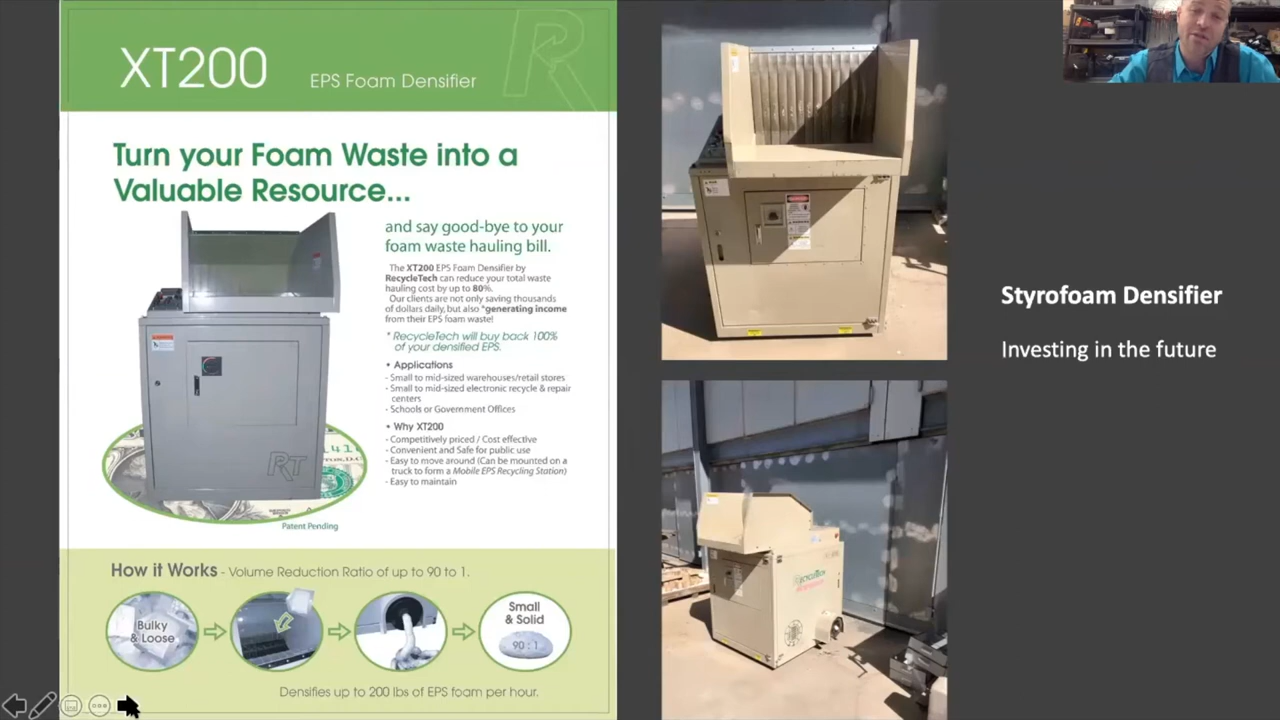 XT200
EPS Foam Densifier
Turn your Foam Waste into a
Valuable Resource...
and say good-bye to your
foam waste hauling bill.
The XT200 EPS Foam Densifier by
RecycleTech can reduce your total waste
hauling cost by up to 80%.
Our clients are not only saving thousands
of dollars daily, but also *generating income
from their EPS foam waste!
* RecycleTech will buy back 100%
of your densified EPS.
• Applications
- Small to mid-sized warehouses/retail stores
- Small to mid-sized electronic recycle & repair
centers
- Schools or Government Offices
• Why XT200
- Competitively priced / Cost effective
- Convenient and Safe for public use
- Easy to move around (Can be mounted on a
truck to form a Mobile EPS Recycling Station)
- Easy to maintain
RT
Patent Pending
How it Works - Volume Reduction Ratio of up to 90 to 1.
Bulky
& Loose
Small
& Solid
90 : 1
Densifies up to 200 lbs of EPS foam per hour.
RECYCLETECH
Styrofoam Densifier
Investing in the future